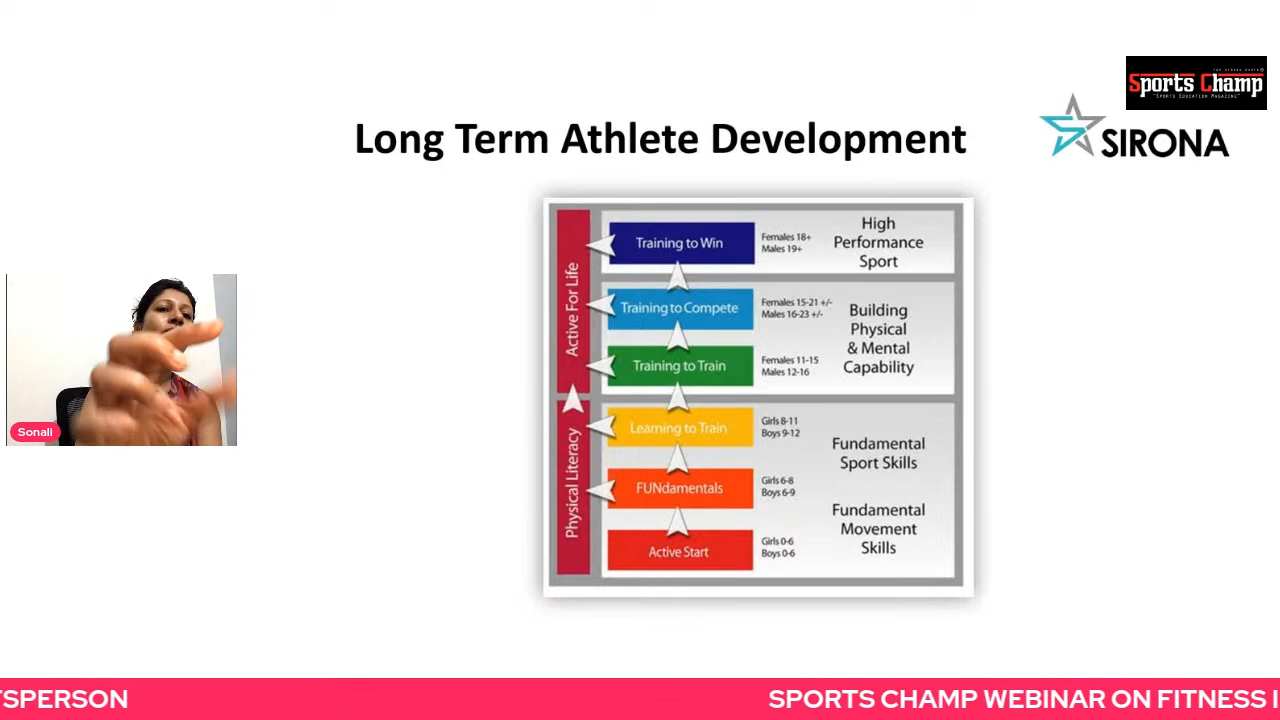 Sports Champ
"SPORTS EDUCATION MAGAZINE"
SIRONA
Long Term Athlete Development
Active For Life
Physical Literacy
Training to Win
Females 18+
Males 19+
High
Performance
Sport
Training to Compete
Females 15-21 +/-
Males 16-23 +/-
Training to Train
Females 11-15
Males 12-16
Building
Physical
& Mental
Capability
Learning to Train
Girls 8-11
Boys 9-12
Fundamental
Sport Skills
FUNdamentals
Girls 6-8
Boys 6-9
Fundamental
Movement
Skills
Active Start
Girls 0-6
Boys 0-6
Sonali
TSPERSON
SPORTS CHAMP WEBINAR ON FITNESS I